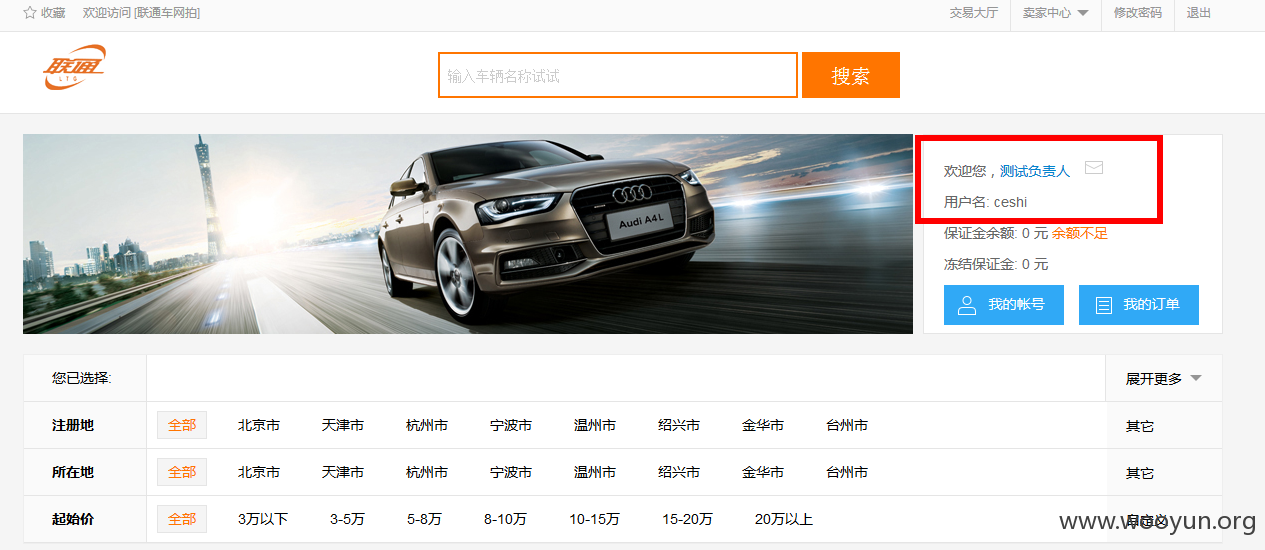 收藏 欢迎访问 [联通车网拍] 交易大厅 卖家中心 修改密码 退出
联通
LTG
输入车辆名称试试 搜索
Audi A4L
欢迎您，测试负责人
用户名: ceshi
保证金余额: 0 元 余额不足
冻结保证金: 0 元
我的帐号 我的订单
您已选择: 展开更多
注册地 全部 北京市 天津市 杭州市 宁波市 温州市 绍兴市 金华市 台州市 其它
所在地 全部 北京市 天津市 杭州市 宁波市 温州市 绍兴市 金华市 台州市 其它
起始价 全部 3万以下 3-5万 5-8万 8-10万 10-15万 15-20万 20万以上 自定义
www.wooyun.org